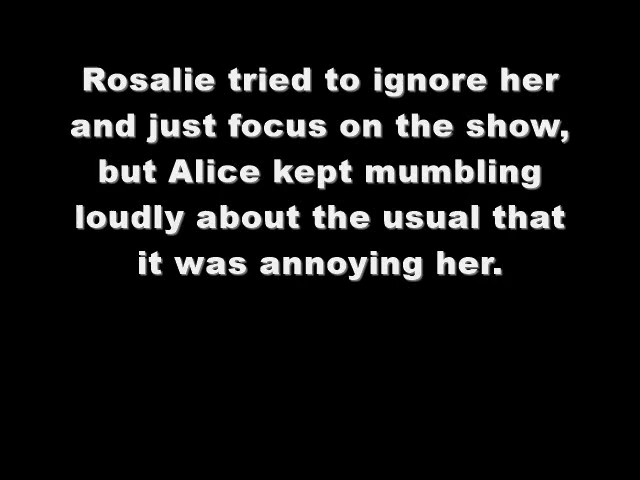 Rosalie tried to ignore her
and just focus on the show,
but Alice kept mumbling
loudly about the usual that
it was annoying her.